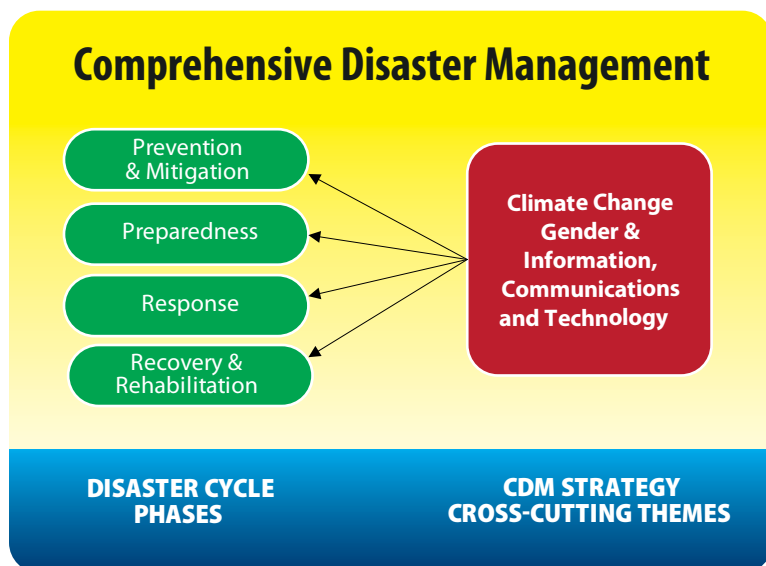 Comprehensive Disaster Management
Prevention
& Mitigation
Preparedness
Response
Recovery &
Rehabilitation
Climate Change
Gender &
Information,
Communications
and Technology
DISASTER CYCLE
PHASES
CDM STRATEGY
CROSS-CUTTING THEMES